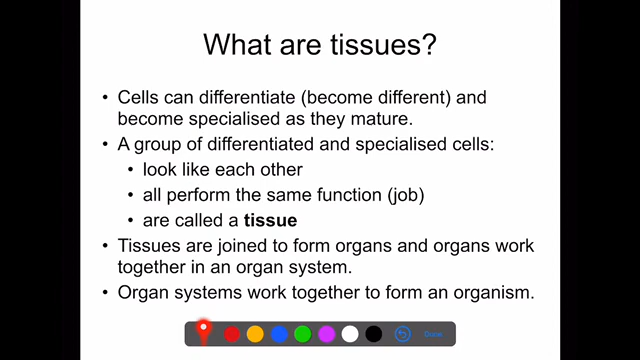 What are tissues?
• Cells can differentiate (become different) and
become specialised as they mature.
• A group of differentiated and specialised cells:
• look like each other
• all perform the same function (job)
• are called a tissue
• Tissues are joined to form organs and organs work
together in an organ system.
• Organ systems work together to form an organism.
Done